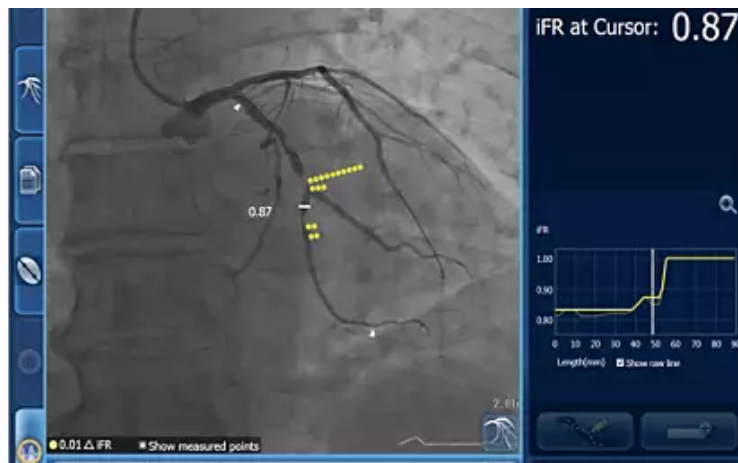 iFR at Cursor: 0.87
0.87
iFR
1.00
0.90
0.80
0 10 20 30 40 50 60 70 80 90
Length(mm) Show raw line
0.01 △ iFR Show measured points